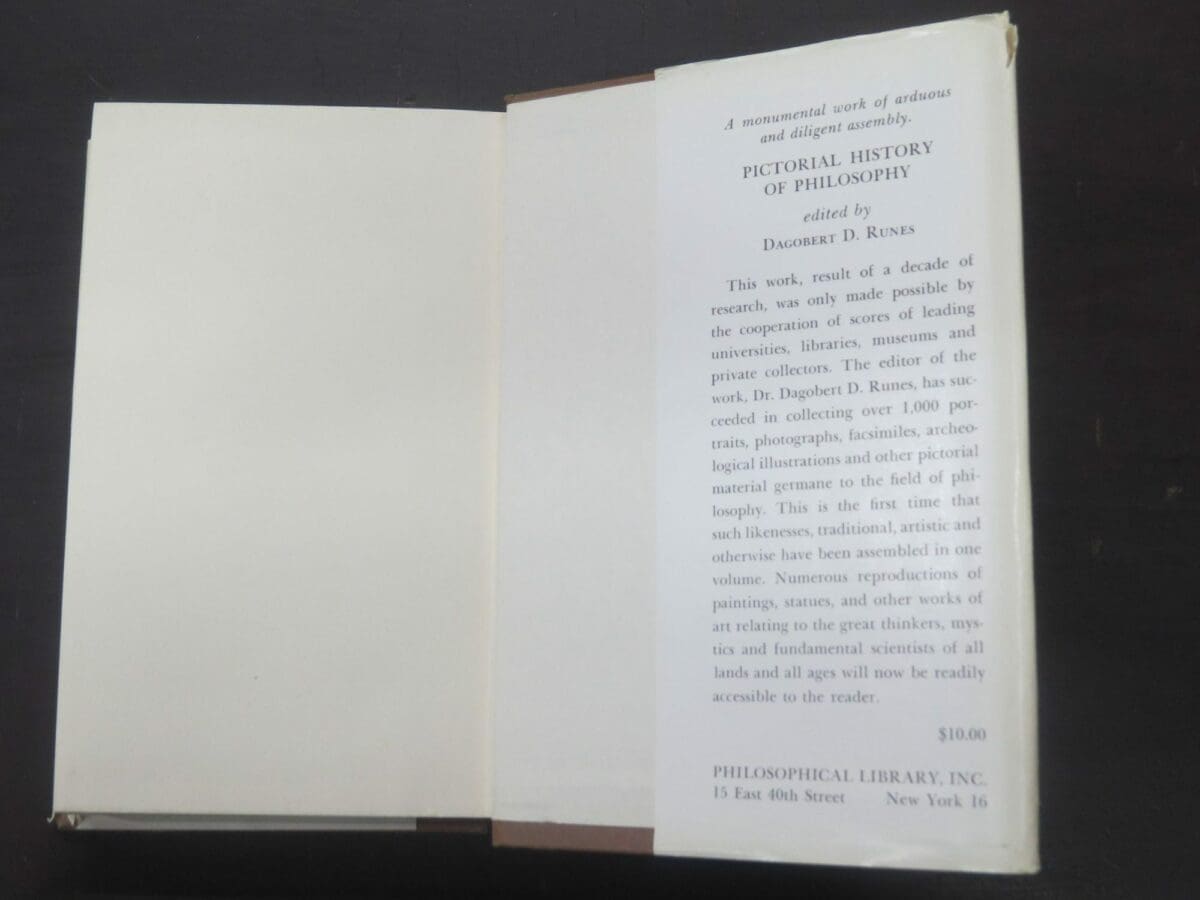 A monumental work of arduous
and diligent assembly.
PICTORIAL HISTORY
OF PHILOSOPHY
edited by
DAGOBERT D. RUNES
This work, result of a decade of
research, was only made possible by
the cooperation of scores of leading
universities, libraries, museums and
private collectors. The editor of the
work, Dr. Dagobert D. Runes, has suc-
ceeded in collecting over 1,000 por-
traits, photographs, facsimiles, archeo-
logical illustrations and other pictorial
material germane to the field of phi-
losophy. This is the first time that
such likenesses, traditional, artistic and
otherwise have been assembled in one
volume. Numerous reproductions of
paintings, statues, and other works of
art relating to the great thinkers, mys-
tics and fundamental scientists of all
lands and all ages will now be readily
accessible to the reader.
$10.00
PHILOSOPHICAL LIBRARY, INC.
15 East 40th Street New York 16